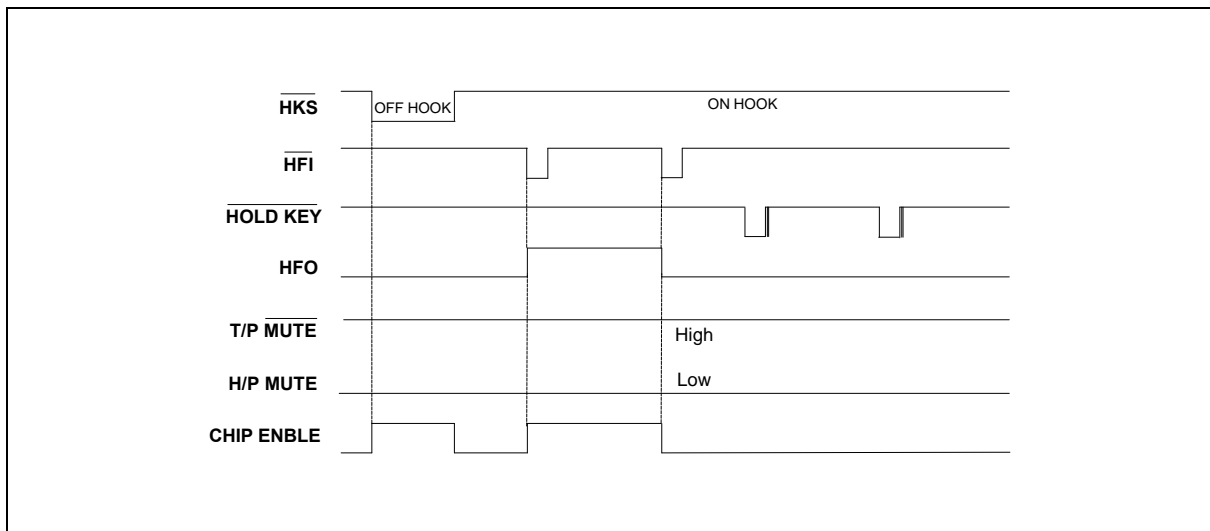 HKS
OFF HOOK
ON HOOK
HFI
HOLD KEY
HFO
T/P MUTE
High
H/P MUTE
Low
CHIP ENBLE